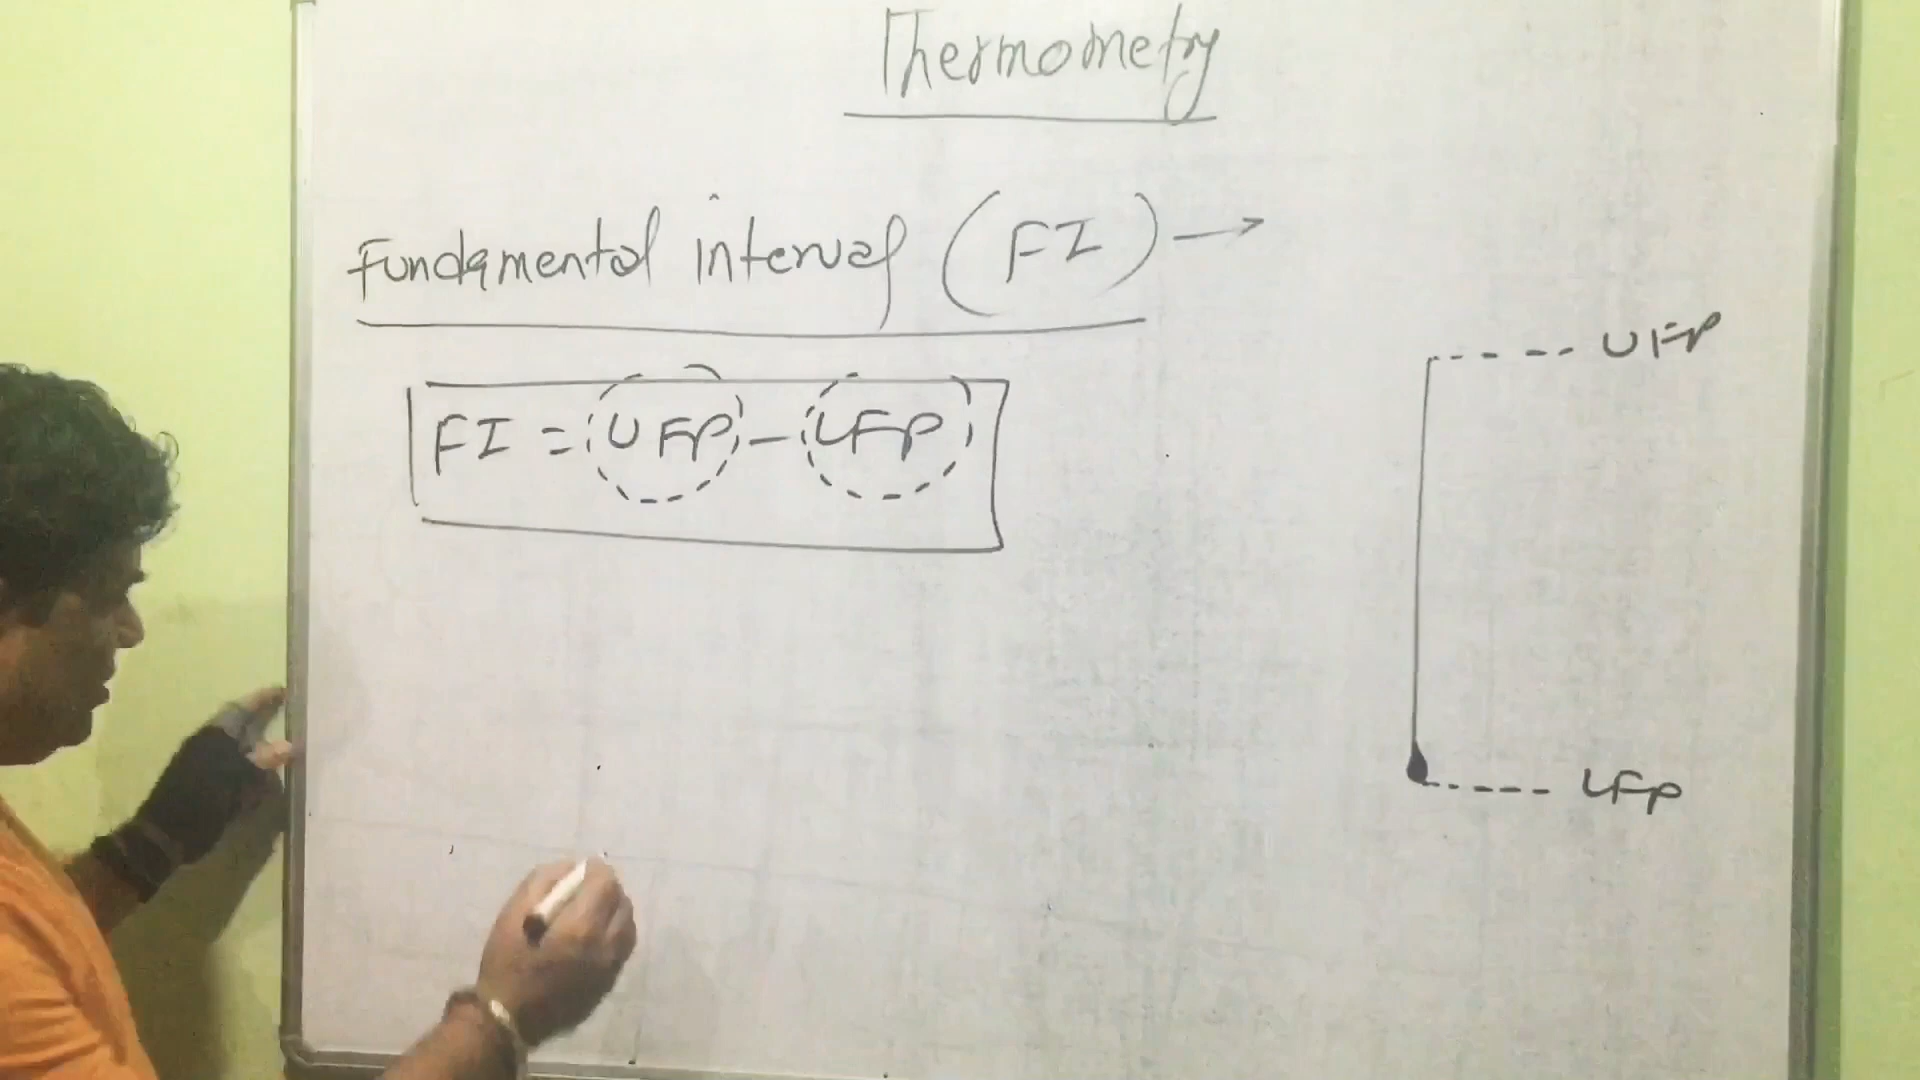 Thermometry
Fundamental interval (FI) →
FI = UFP - LFP
UFP
LFP